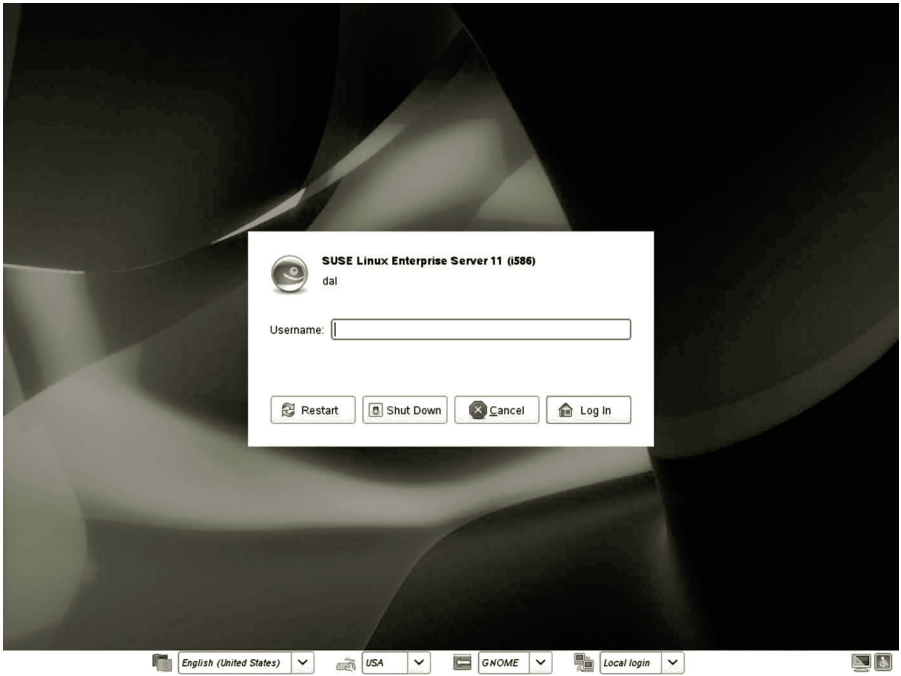 SUSE Linux Enterprise Server 11 (i586)
dal
Username:
Restart Shut Down Cancel Log In
English (United States) USA GNOME Local login